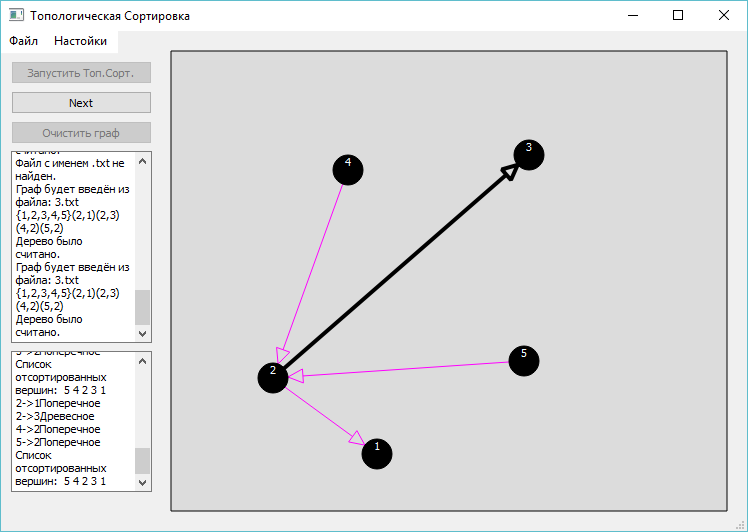 Топологическая Сортировка
Файл Настойки
Запустить Топ.Сорт.
Next
Очистить граф
считано.
Файл с именем .txt не
найден.
Граф будет введён из
файла: 3.txt
{1,2,3,4,5}(2,1)(2,3)
(4,2)(5,2)
Дерево было
считано.
Граф будет введён из
файла: 3.txt
{1,2,3,4,5}(2,1)(2,3)
(4,2)(5,2)
Дерево было
считано.
5->2Поперечное
Список
отсортированных
вершин: 5 4 2 3 1
2->1Поперечное
2->3Древесное
4->2Поперечное
5->2Поперечное
Список
отсортированных
вершин: 5 4 2 3 1
3
4
5
2
1